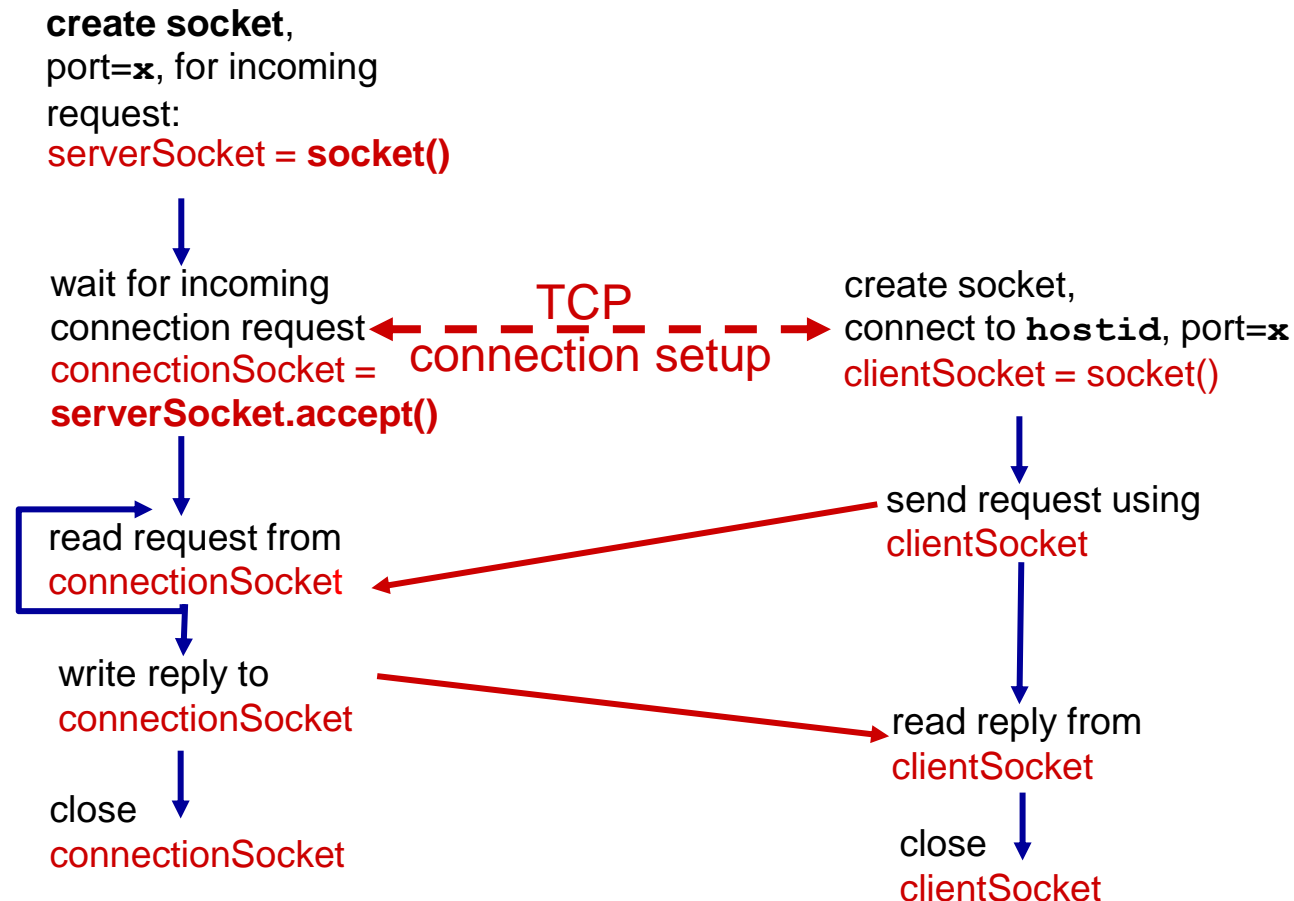 create socket,
port=x, for incoming
request:
serverSocket = socket()
wait for incoming
connection request
connectionSocket =
serverSocket.accept()
TCP
connection setup
create socket,
connect to hostid, port=x
clientSocket = socket()
read request from
connectionSocket
send request using
clientSocket
write reply to
connectionSocket
read reply from
clientSocket
close
connectionSocket
close
clientSocket